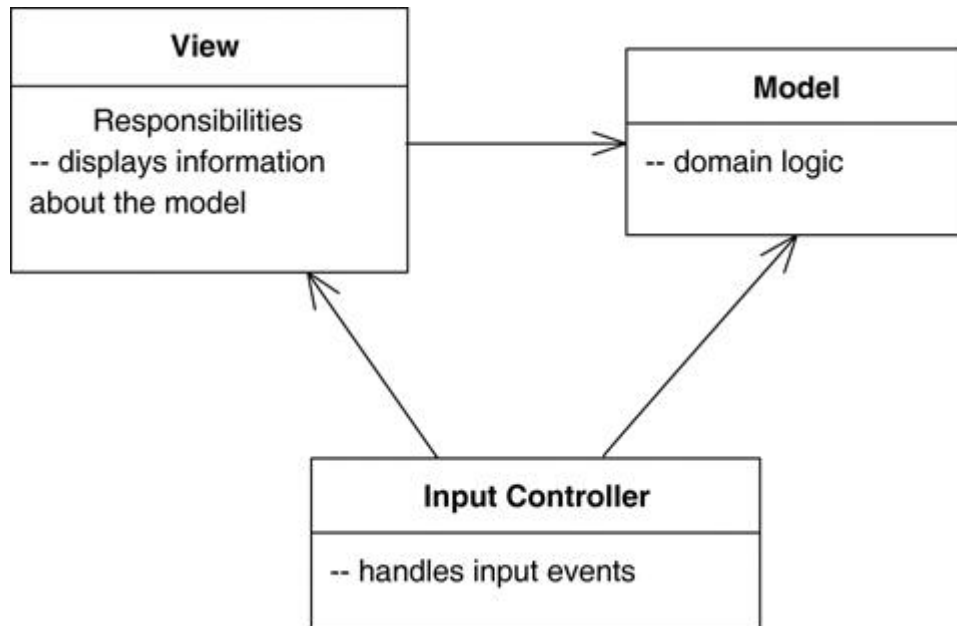 View
Responsibilities
-- displays information
about the model
Model
-- domain logic
Input Controller
-- handles input events